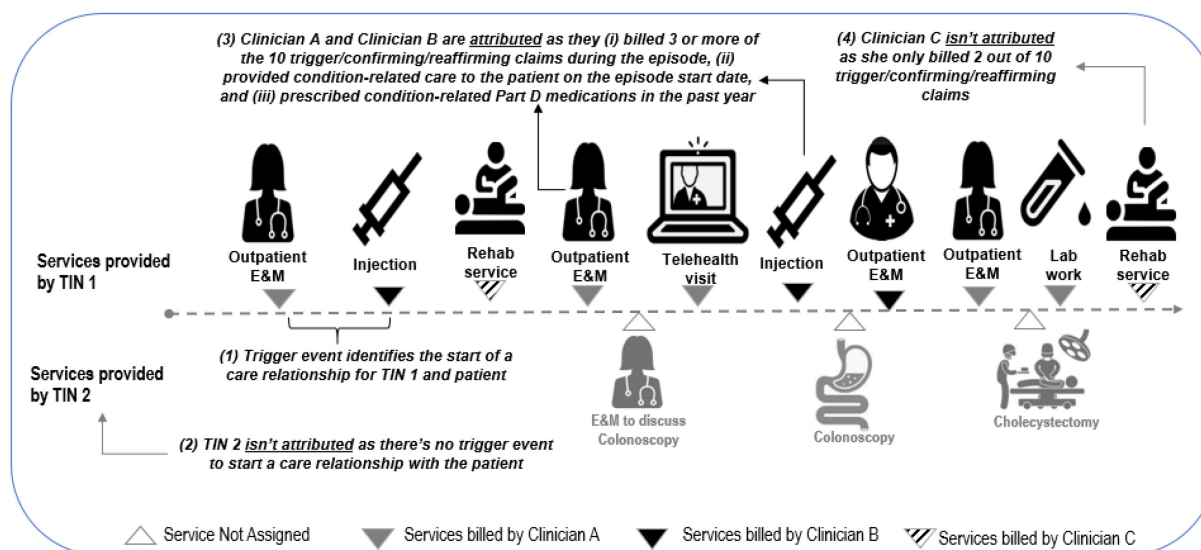 (3) Clinician A and Clinician B are attributed as they (i) billed 3 or more of
the 10 trigger/confirming/reaffirming claims during the episode, (ii)
provided condition-related care to the patient on the episode start date,
and (iii) prescribed condition-related Part D medications in the past year
(4) Clinician C isn't attributed
as she only billed 2 out of 10
trigger/confirming/reaffirming
claims
Services provided
by TIN 1
Outpatient
E&M
Injection
Rehab
service
Outpatient
E&M
Telehealth
visit
Injection
Outpatient
E&M
Outpatient
E&M
Lab
work
Rehab
service
(1) Trigger event identifies the start of a
care relationship for TIN 1 and patient
Services provided
by TIN 2
E&M to discuss
Colonoscopy
Colonoscopy
Cholecystectomy
(2) TIN 2 isn't attributed as there's no trigger event
to start a care relationship with the patient
Service Not Assigned
Services billed by Clinician A
Services billed by Clinician B
Services billed by Clinician C